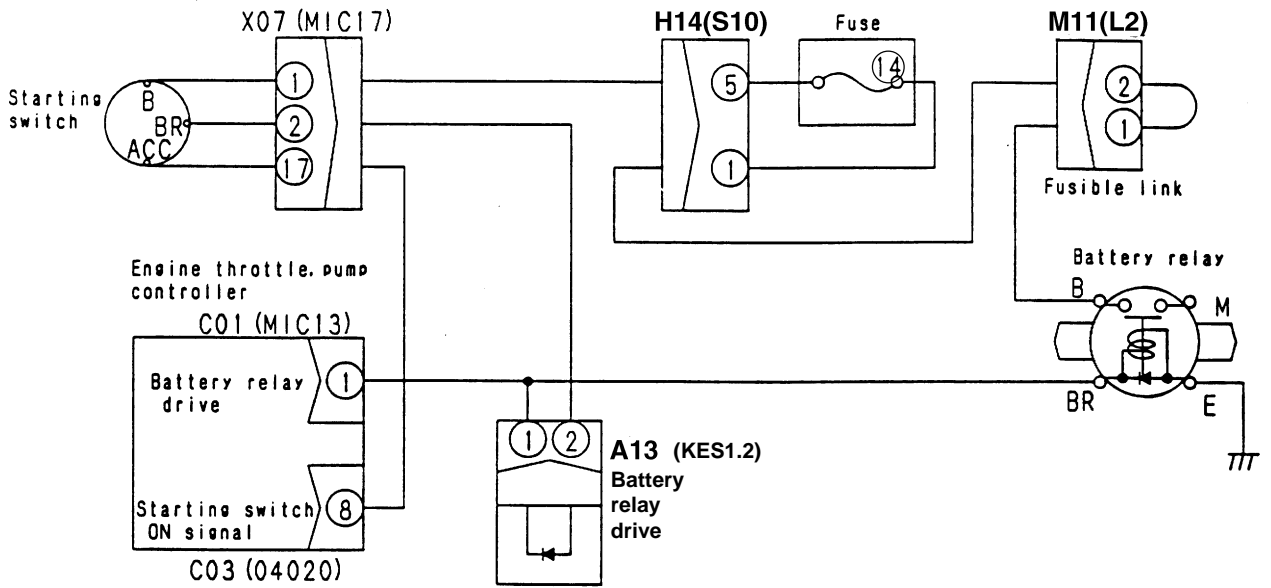 X07 (MIC17)
H14(S10)
Fuse
M11(L2)
Starting
switch
B
BR
ACC
1
2
17
5
1
14
2
1
Fusible link
Engine throttle. pump
controller
C01 (MIC13)
Battery relay
drive
1
Starting switch
ON signal
8
C03 (04020)
1
2
A13 (KES1.2)
Battery
relay
drive
Battery relay
B
M
BR
E